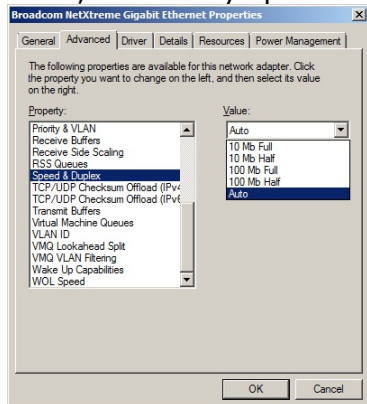 Broadcom NetXtreme Gigabit Ethernet Properties
General Advanced Driver Details Resources Power Management
The following properties are available for this network adapter. Click
the property you want to change on the left, and then select its value
on the right.
Property:
Value:
Priority & VLAN
Receive Buffers
Receive Side Scaling
RSS Queues
Speed & Duplex
TCP/UDP Checksum Offload (IPv4
TCP/UDP Checksum Offload (IPv6
Transmit Buffers
Virtual Machine Queues
VLAN ID
VMQ Lookahead Split
VMQ VLAN Filtering
Wake Up Capabilities
WOL Speed
Auto
10 Mb Full
10 Mb Half
100 Mb Full
100 Mb Half
Auto
OK Cancel